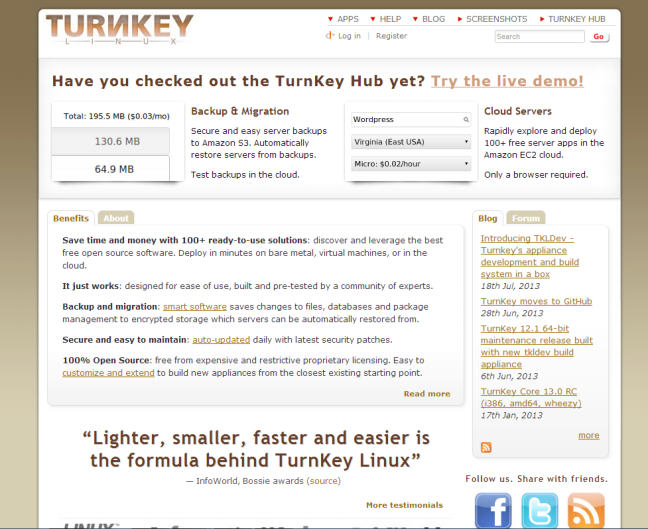 TURNKEY
LINUX
APPS HELP BLOG SCREENSHOTS TURNKEY HUB
Log in | Register
Search Go
Have you checked out the TurnKey Hub yet? Try the live demo!
Total: 195.5 MB ($0.03/mo)
130.6 MB
64.9 MB
Backup & Migration
Secure and easy server backups
to Amazon S3. Automatically
restore servers from backups.
Test backups in the cloud.
Wordpress
Virginia (East USA)
Micro: $0.02/hour
Cloud Servers
Rapidly explore and deploy
100+ free server apps in the
Amazon EC2 cloud.
Only a browser required.
Benefits About
Save time and money with 100+ ready-to-use solutions: discover and leverage the best
free open source software. Deploy in minutes on bare metal, virtual machines, or in the
cloud.
It just works: designed for ease of use, built and pre-tested by a community of experts.
Backup and migration: smart software saves changes to files, databases and package
management to encrypted storage which servers can be automatically restored from.
Secure and easy to maintain: auto-updated daily with latest security patches.
100% Open Source: free from expensive and restrictive proprietary licensing. Easy to
customize and extend to build new appliances from the closest existing starting point.
Read more
Blog Forum
Introducing TKLDev -
Turnkey's appliance
development and build
system in a box
18th Jul, 2013
TurnKey moves to GitHub
28th Jun, 2013
TurnKey 12.1 64-bit
maintenance release built
with new tkldev build
appliance
6th Jun, 2013
TurnKey Core 13.0 RC
(i386, amd64, wheezy)
17th Jan, 2013
more
“Lighter, smaller, faster and easier is
the formula behind TurnKey Linux”
— InfoWorld, Bossie awards (source)
More testimonials
Follow us. Share with friends.